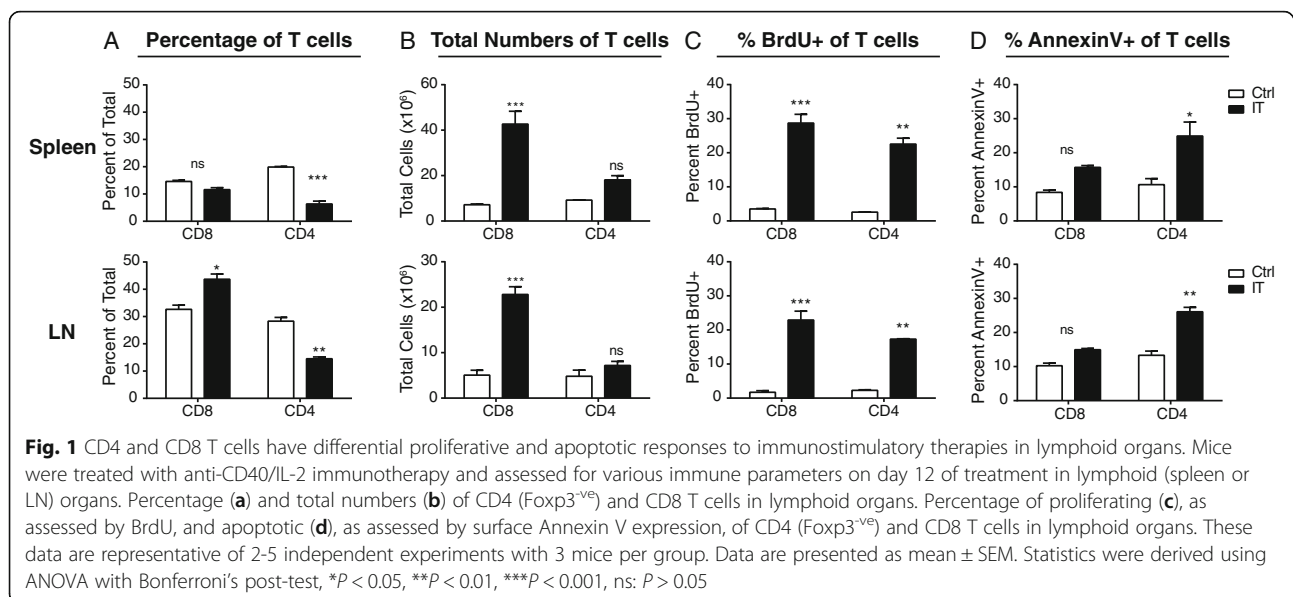 A Percentage of T cells B Total Numbers of T cells C % BrdU+ of T cells D % AnnexinV+ of T cells
Spleen
Percent of Total
50
40
30
20
10
0
ns
***
CD8 CD4
Total Cells (x10⁶)
60
40
20
0
***
ns
CD8 CD4
Percent BrdU+
40
30
20
10
0
***
**
CD8 CD4
Percent AnnexinV+
40
30
20
10
0
ns
*
CD8 CD4
Ctrl
IT
LN
Percent of Total
50
40
30
20
10
0
*
**
CD8 CD4
Total Cells (x10⁶)
30
20
10
0
***
ns
CD8 CD4
Percent BrdU+
40
30
20
10
0
***
**
CD8 CD4
Percent AnnexinV+
40
30
20
10
0
ns
**
CD8 CD4
Ctrl
IT
Fig. 1 CD4 and CD8 T cells have differential proliferative and apoptotic responses to immunostimulatory therapies in lymphoid organs. Mice
were treated with anti-CD40/IL-2 immunotherapy and assessed for various immune parameters on day 12 of treatment in lymphoid (spleen or
LN) organs. Percentage (a) and total numbers (b) of CD4 (Foxp3⁻ᵛᵉ) and CD8 T cells in lymphoid organs. Percentage of proliferating (c), as
assessed by BrdU, and apoptotic (d), as assessed by surface Annexin V expression, of CD4 (Foxp3⁻ᵛᵉ) and CD8 T cells in lymphoid organs. These
data are representative of 2-5 independent experiments with 3 mice per group. Data are presented as mean ± SEM. Statistics were derived using
ANOVA with Bonferroni's post-test, *P < 0.05, **P < 0.01, ***P < 0.001, ns: P > 0.05